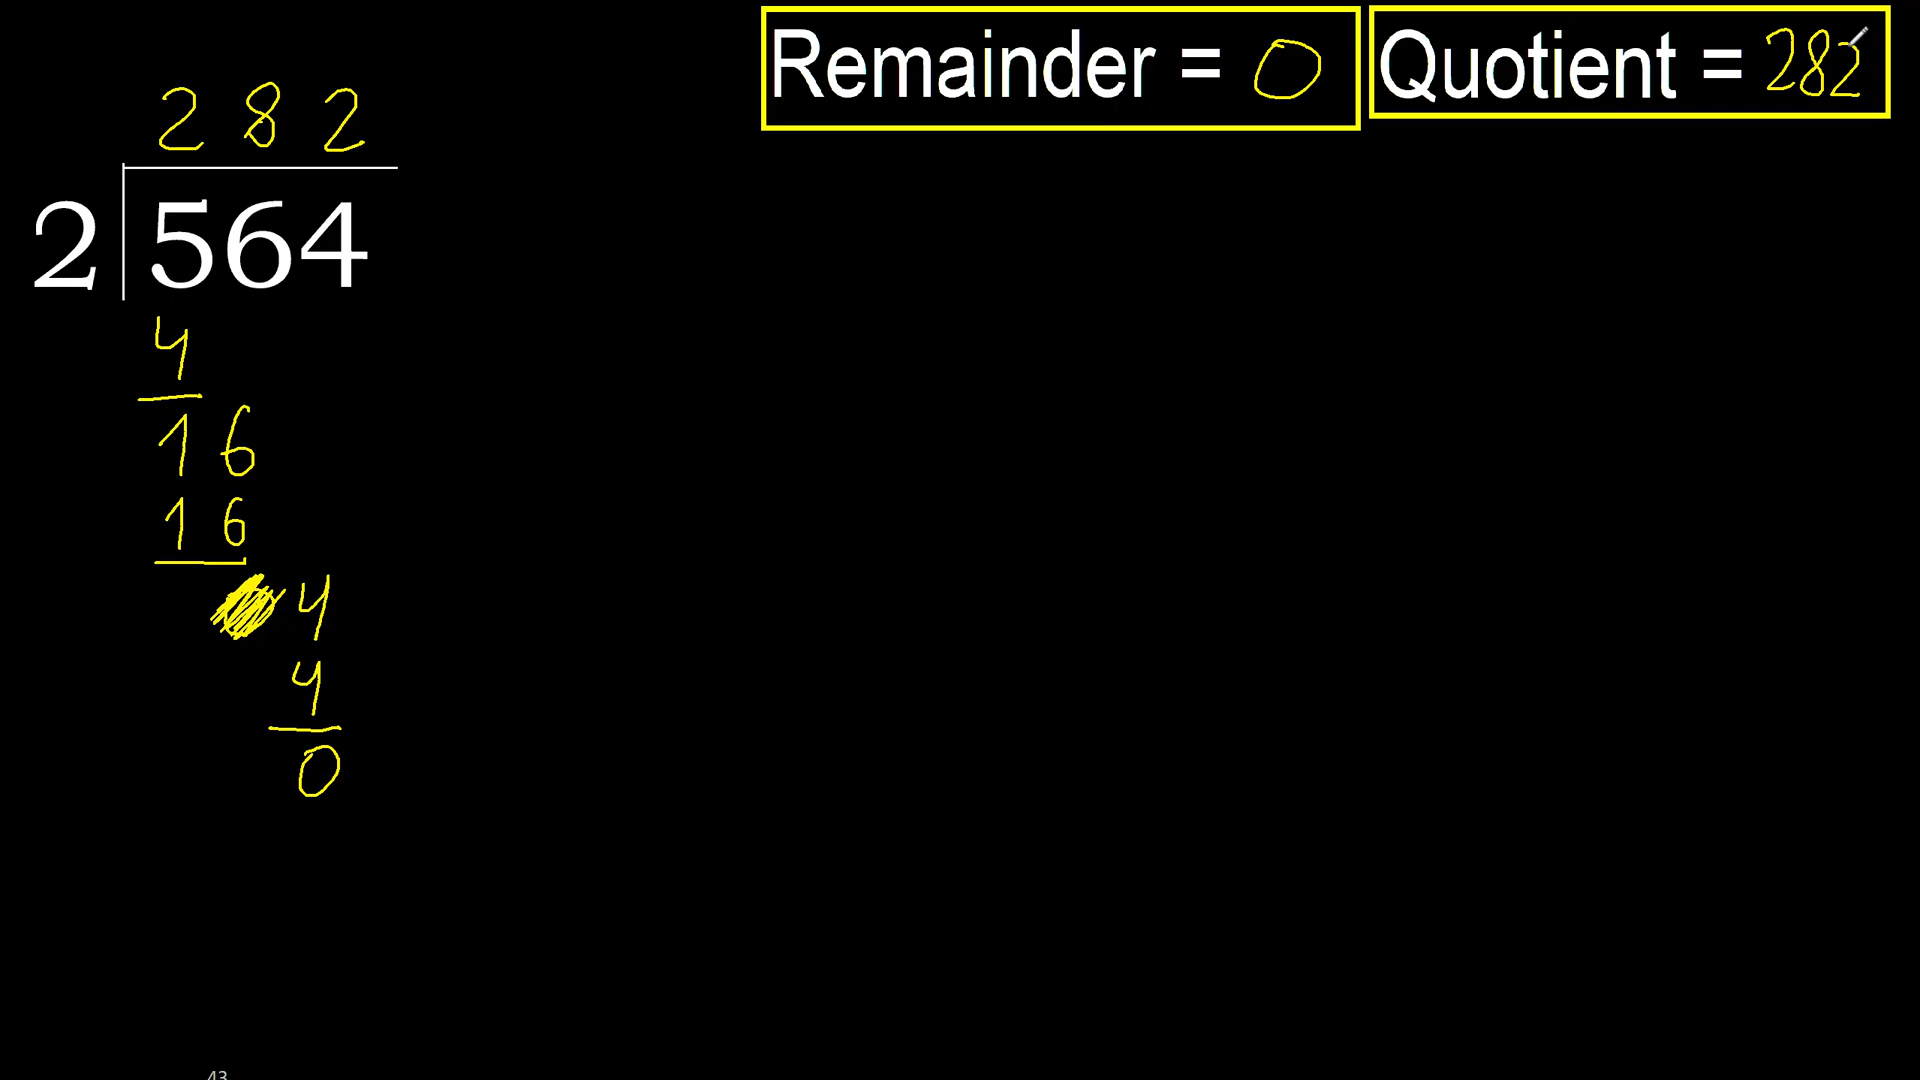 Remainder = 0
Quotient = 282
2 8 2
2 564
4
1 6
1 6
4
4
0
43